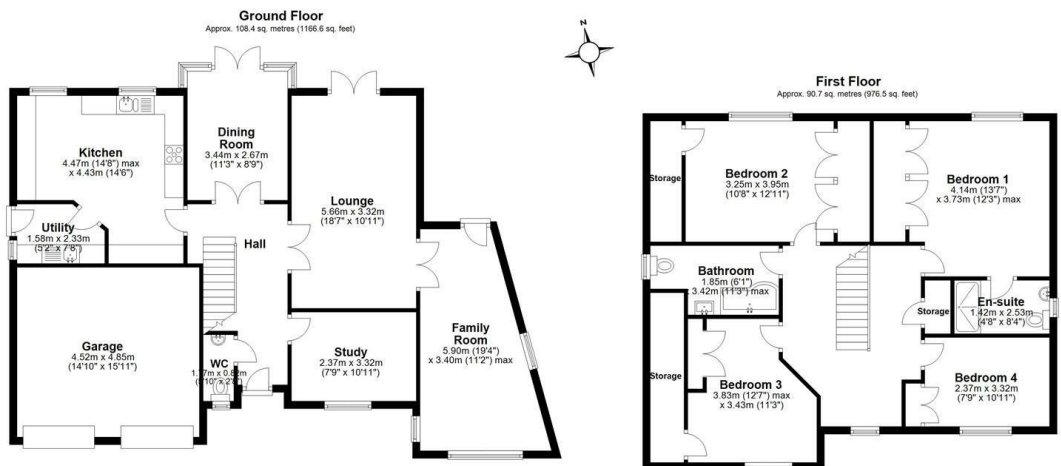 Ground Floor
Approx. 108.4 sq. metres (1166.6 sq. feet)
N
Kitchen
4.47m (14'8") max
x 4.43m (14'6")
Dining
Room
3.44m x 2.67m
(11'3" x 8'9")
Lounge
5.66m x 3.32m
(18'7" x 10'11")
Utility
1.58m x 2.33m
(5'2" x 7'8")
Hall
Garage
4.52m x 4.85m
(14'10" x 15'11")
WC
Study
2.37m x 3.32m
(7'9" x 10'11")
Family
Room
5.90m (19'4")
x 3.40m (11'2") max
First Floor
Approx. 90.7 sq. metres (976.5 sq. feet)
Storage
Bedroom 2
3.25m x 3.95m
(10'8" x 12'11")
Bedroom 1
4.14m (13'7")
x 3.73m (12'3") max
Bathroom
1.85m (6'1")
x 3.42m (11'3") max
En-suite
1.42m x 2.53m
(4'8" x 8'4")
Storage
Storage
Bedroom 3
3.83m (12'7") max
x 3.43m (11'3")
Bedroom 4
2.37m x 3.32m
(7'9" x 10'11")